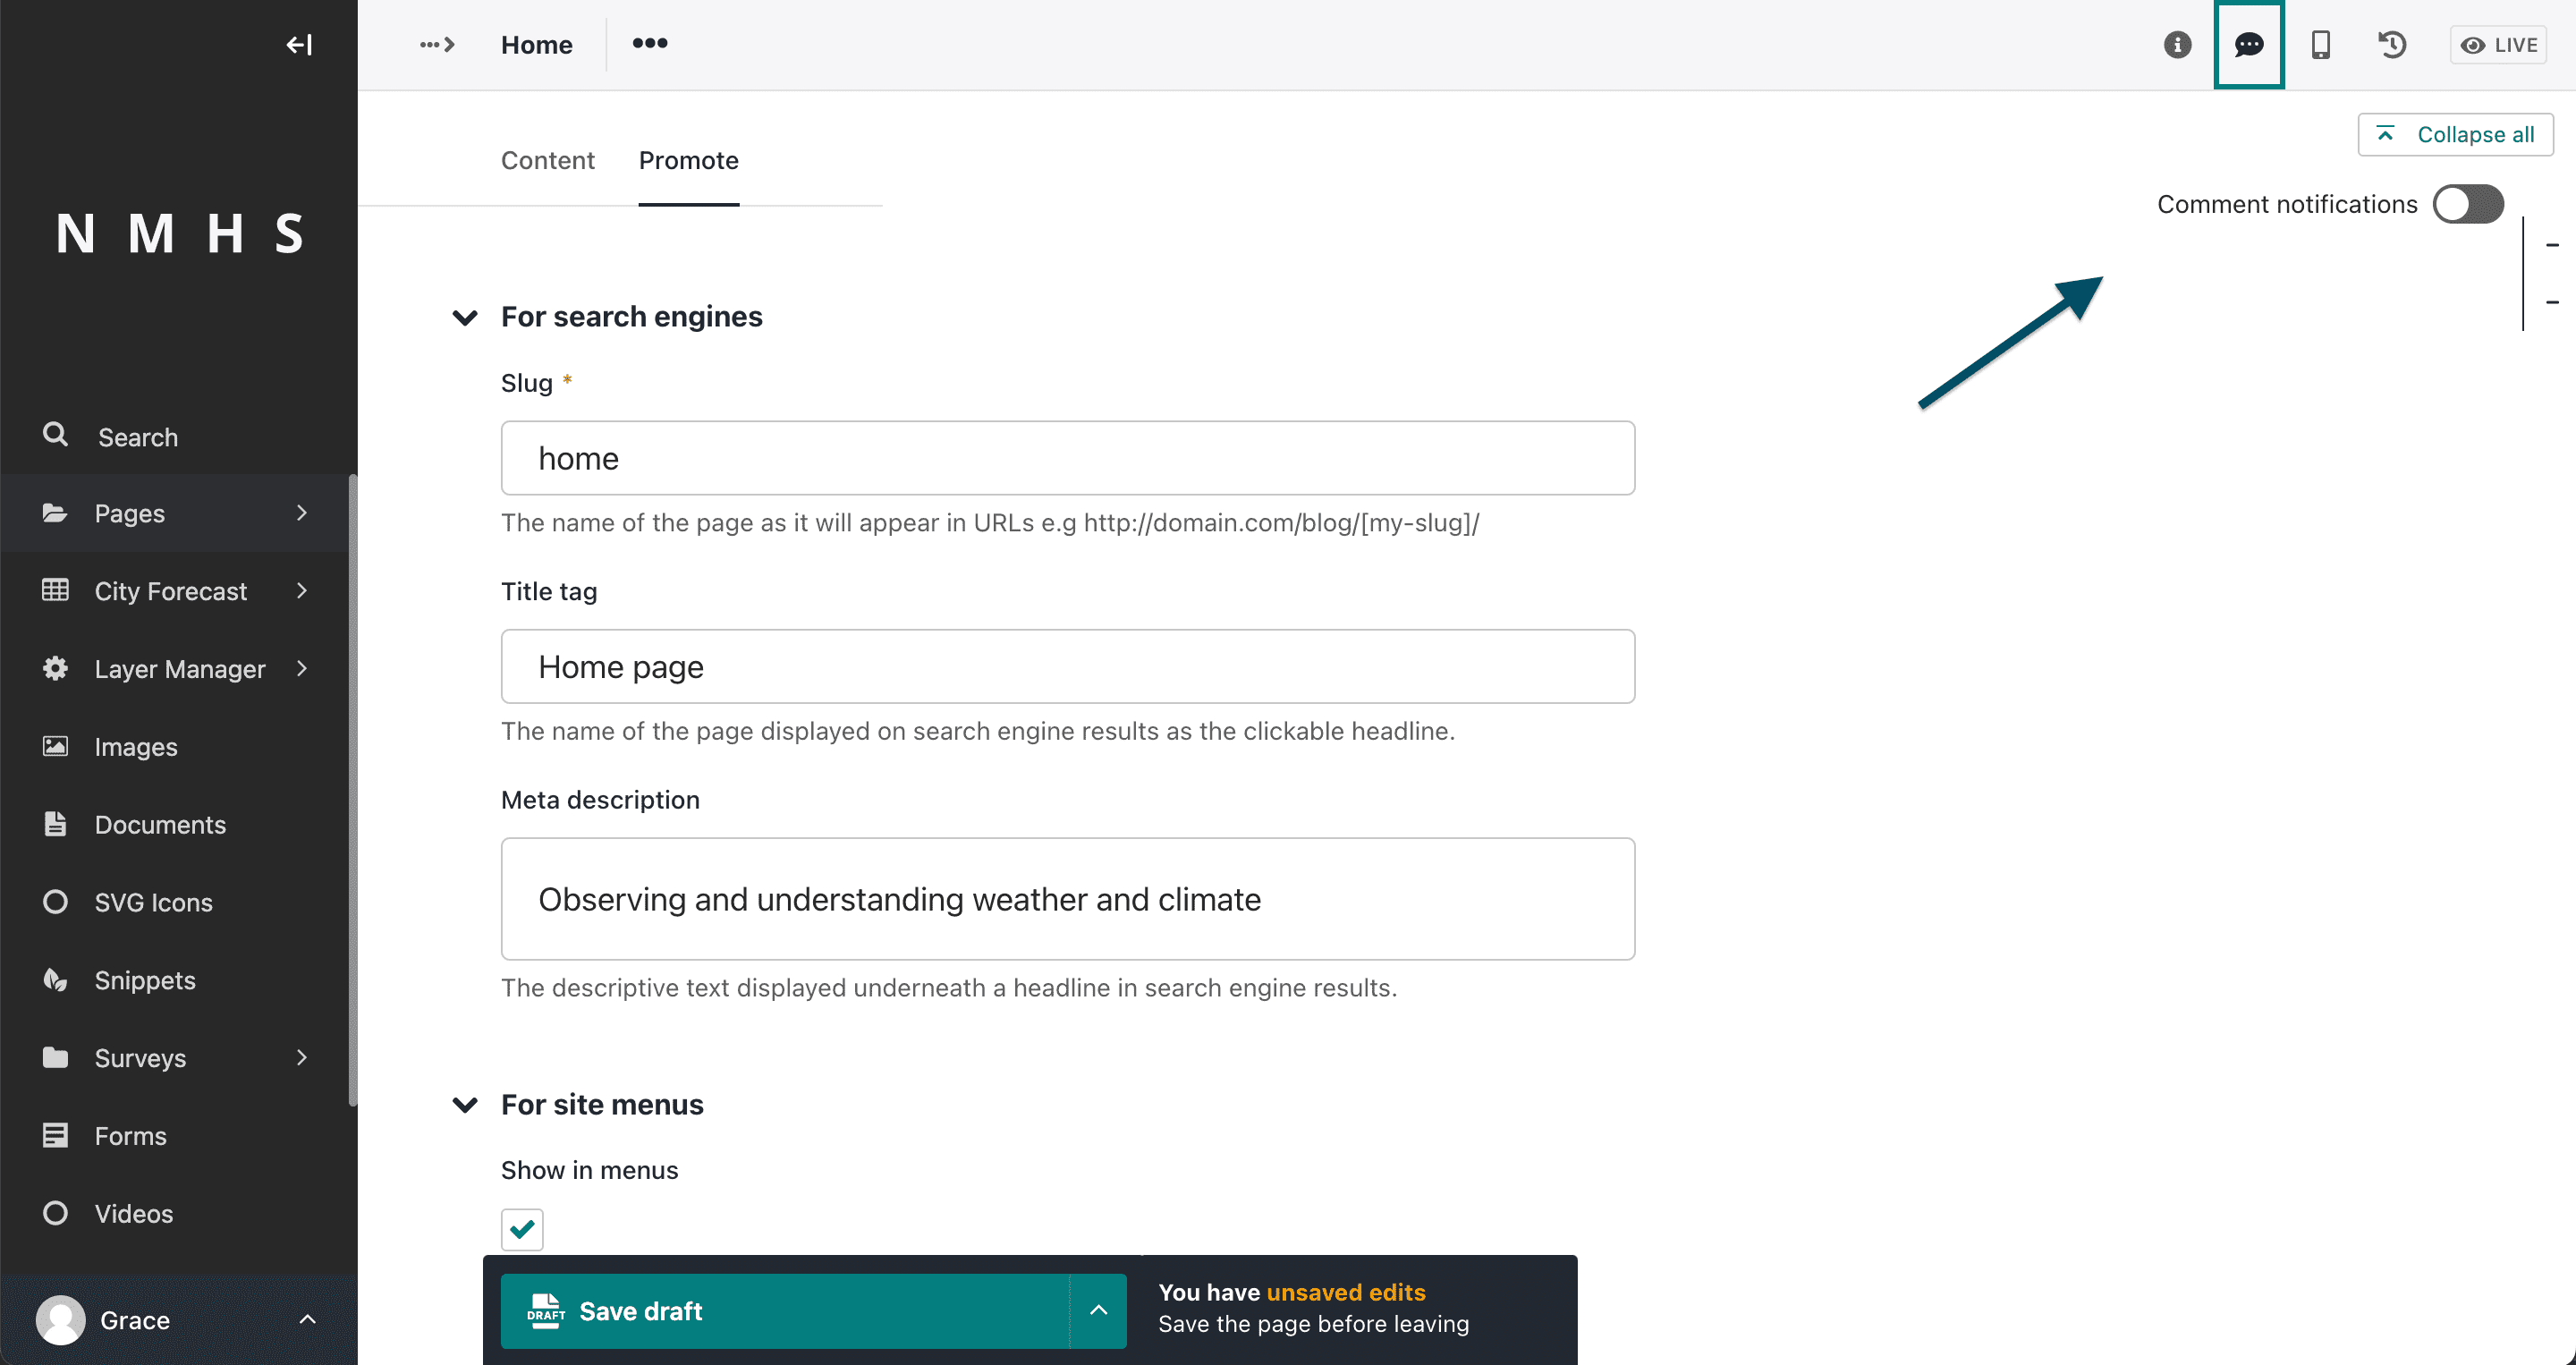 Home
LIVE
Collapse all
Content
Promote
Comment notifications
N M H S
For search engines
Slug *
Search
home
Pages
The name of the page as it will appear in URLs e.g http://domain.com/blog/[my-slug]/
City Forecast
Title tag
Layer Manager
Home page
Images
The name of the page displayed on search engine results as the clickable headline.
Meta description
Documents
SVG Icons
Observing and understanding weather and climate
Snippets
The descriptive text displayed underneath a headline in search engine results.
Surveys
For site menus
Forms
Show in menus
Videos
DRAFT
Save draft
You have unsaved edits
Save the page before leaving
Grace